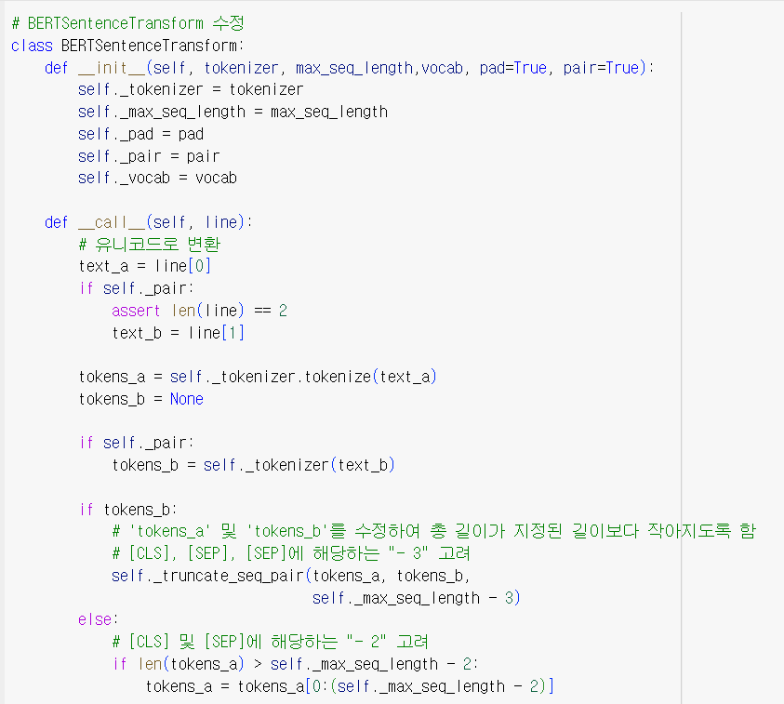 # BERTSentenceTransform 수정
class BERTSentenceTransform:
    def __init__(self, tokenizer, max_seq_length,vocab, pad=True, pair=True):
        self._tokenizer = tokenizer
        self._max_seq_length = max_seq_length
        self._pad = pad
        self._pair = pair
        self._vocab = vocab

    def __call__(self, line):
        # 유니코드로 변환
        text_a = line[0]
        if self._pair:
            assert len(line) == 2
            text_b = line[1]

        tokens_a = self._tokenizer.tokenize(text_a)
        tokens_b = None

        if self._pair:
            tokens_b = self._tokenizer(text_b)

        if tokens_b:
            # 'tokens_a' 및 'tokens_b'를 수정하여 총 길이가 지정된 길이보다 작아지도록 함
            # [CLS], [SEP], [SEP]에 해당하는 "- 3" 고려
            self._truncate_seq_pair(tokens_a, tokens_b,
                                    self._max_seq_length - 3)
        else:
            # [CLS] 및 [SEP]에 해당하는 "- 2" 고려
            if len(tokens_a) > self._max_seq_length - 2:
                tokens_a = tokens_a[0:(self._max_seq_length - 2)]